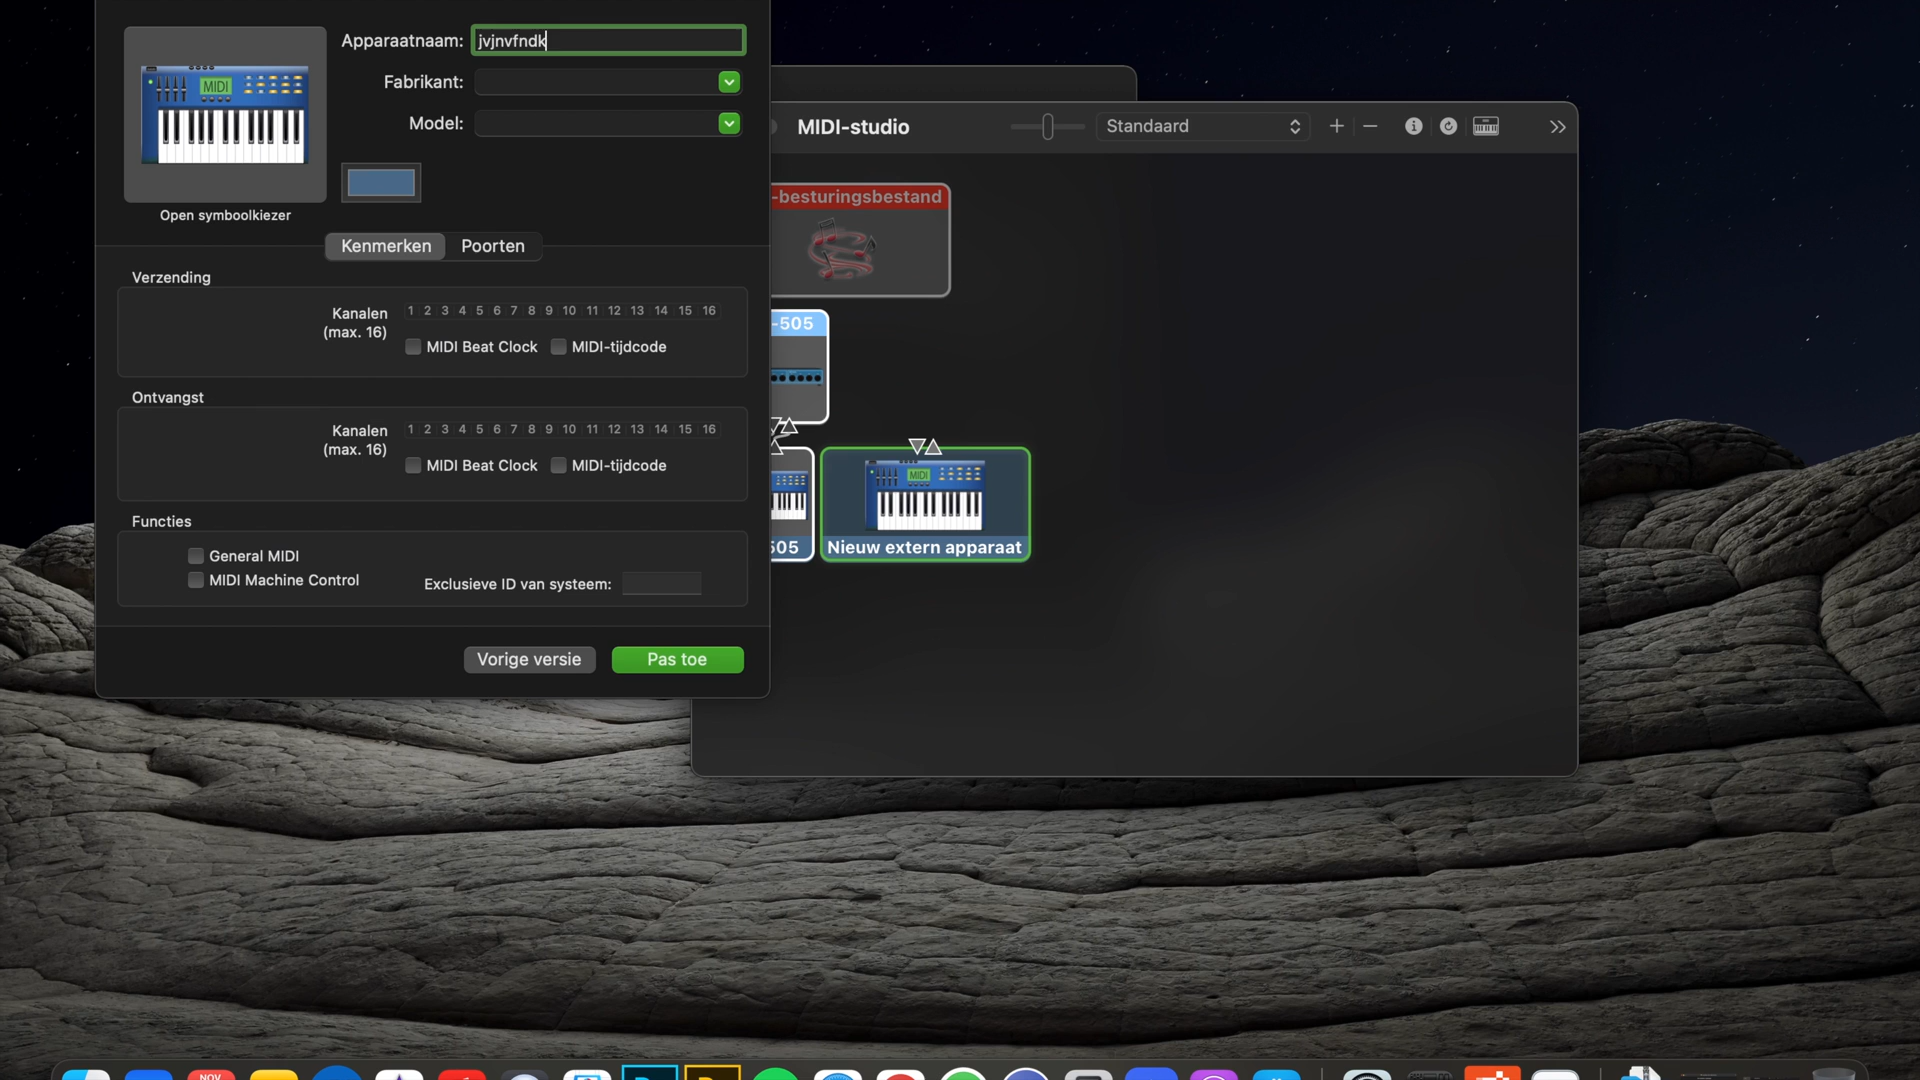 Apparaatnaam: jvjnvfndk
Fabrikant:
Model:
MIDI
Open symboolkiezer
Kenmerken Poorten
Verzending
Kanalen
(max. 16)
1 2 3 4 5 6 7 8 9 10 11 12 13 14 15 16
MIDI Beat Clock MIDI-tijdcode
Ontvangst
Kanalen
(max. 16)
1 2 3 4 5 6 7 8 9 10 11 12 13 14 15 16
MIDI Beat Clock MIDI-tijdcode
Functies
General MIDI
MIDI Machine Control
Exclusieve ID van systeem:
Vorige versie Pas toe
MIDI-studio
Standaard
-besturingsbestand
-505
505
MIDI
Nieuw extern apparaat
NOV